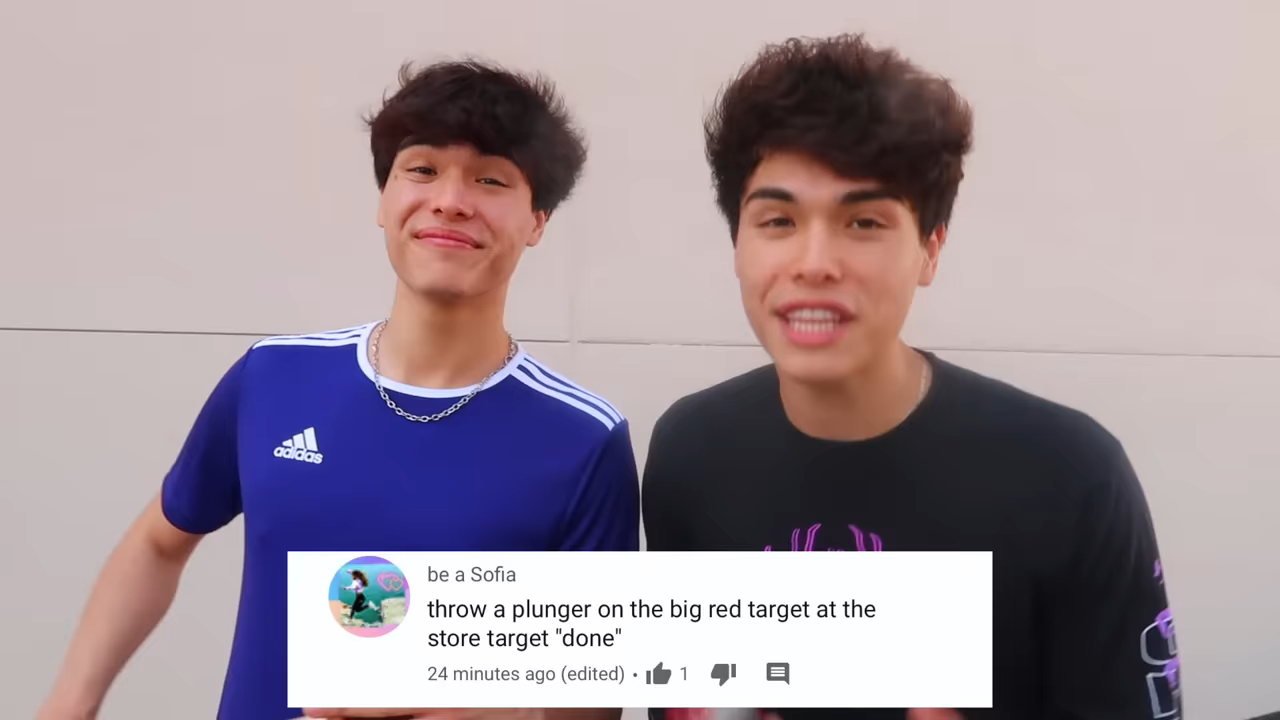 adidas
be a Sofia
throw a plunger on the big red target at the
store target "done"
24 minutes ago (edited) • 1